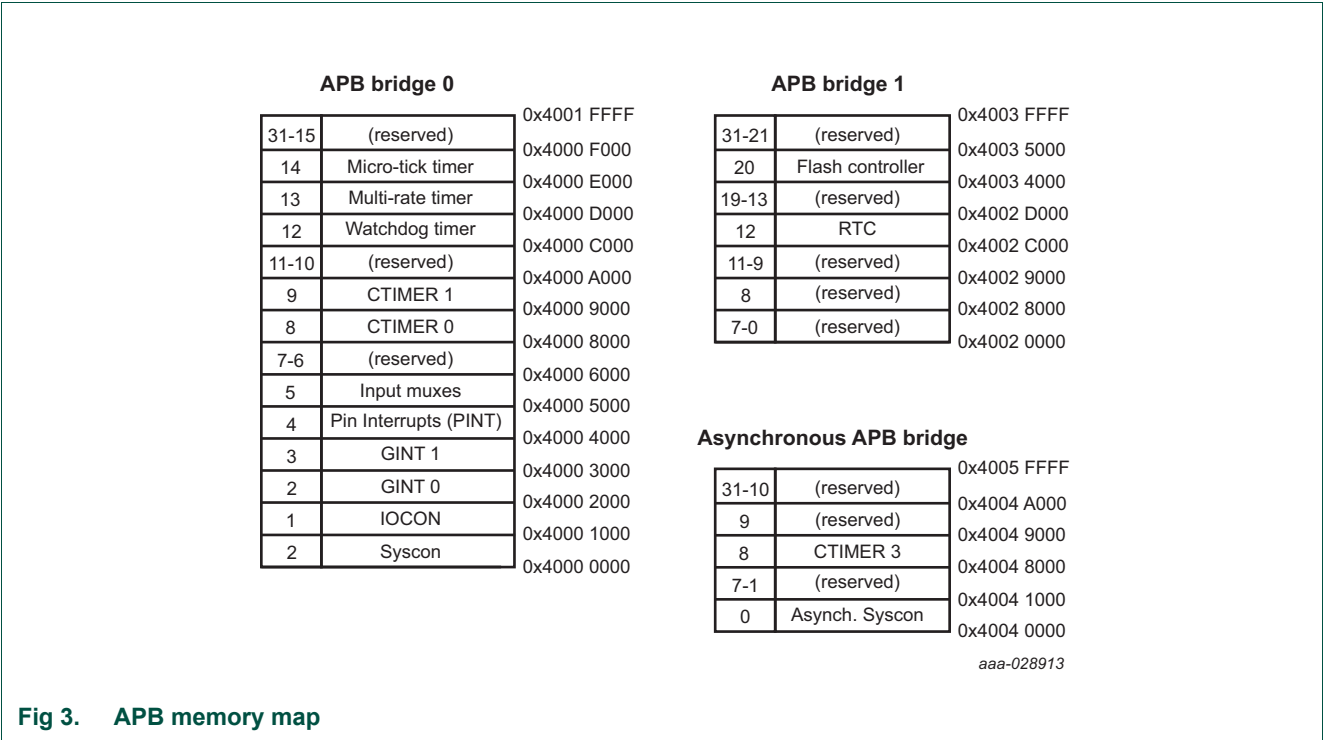 APB bridge 0
0x4001 FFFF
31-15 (reserved)
0x4000 F000
14 Micro-tick timer
0x4000 E000
13 Multi-rate timer
0x4000 D000
12 Watchdog timer
0x4000 C000
11-10 (reserved)
0x4000 A000
9 CTIMER 1
0x4000 9000
8 CTIMER 0
0x4000 8000
7-6 (reserved)
0x4000 6000
5 Input muxes
0x4000 5000
4 Pin Interrupts (PINT)
0x4000 4000
3 GINT 1
0x4000 3000
2 GINT 0
0x4000 2000
1 IOCON
0x4000 1000
2 Syscon
0x4000 0000
APB bridge 1
0x4003 FFFF
31-21 (reserved)
0x4003 5000
20 Flash controller
0x4003 4000
19-13 (reserved)
0x4002 D000
12 RTC
0x4002 C000
11-9 (reserved)
0x4002 9000
8 (reserved)
0x4002 8000
7-0 (reserved)
0x4002 0000
Asynchronous APB bridge
0x4005 FFFF
31-10 (reserved)
0x4004 A000
9 (reserved)
0x4004 9000
8 CTIMER 3
0x4004 8000
7-1 (reserved)
0x4004 1000
0 Asynch. Syscon
0x4004 0000
aaa-028913
Fig 3. APB memory map